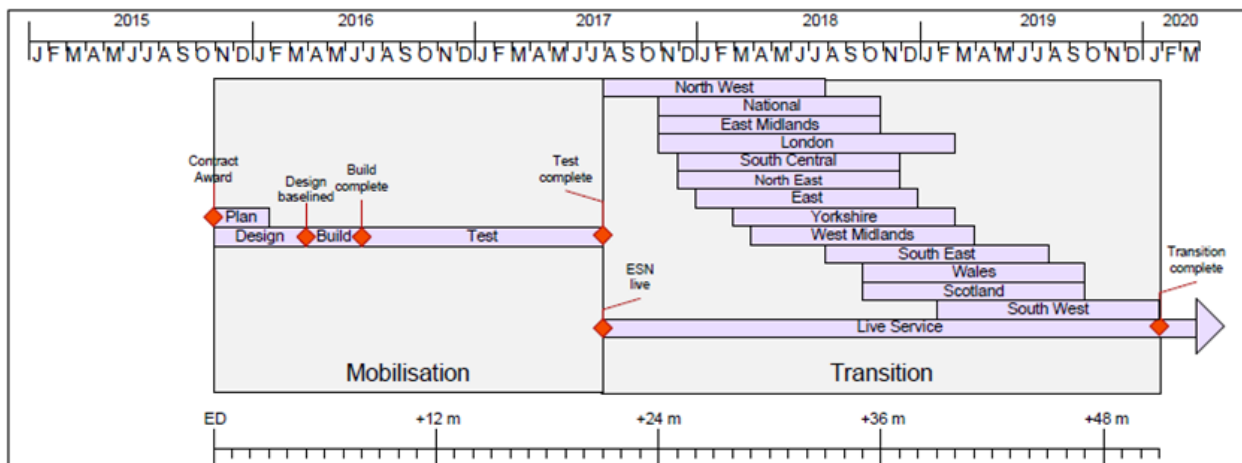 2015 2016 2017 2018 2019 2020
J F M A M J J A S O N D J F M A M J J A S O N D J F M A M J J A S O N D J F M A M J J A S O N D J F M A M J J A S O N D J F M
North West
National
East Midlands
London
South Central
North East
East
Yorkshire
West Midlands
South East
Wales
Scotland
South West
Live Service
Contract
Award
Design
baselined
Build
complete
Test
complete
Plan
Design Build Test
ESN
live
Transition
complete
Mobilisation Transition
ED +12 m +24 m +36 m +48 m